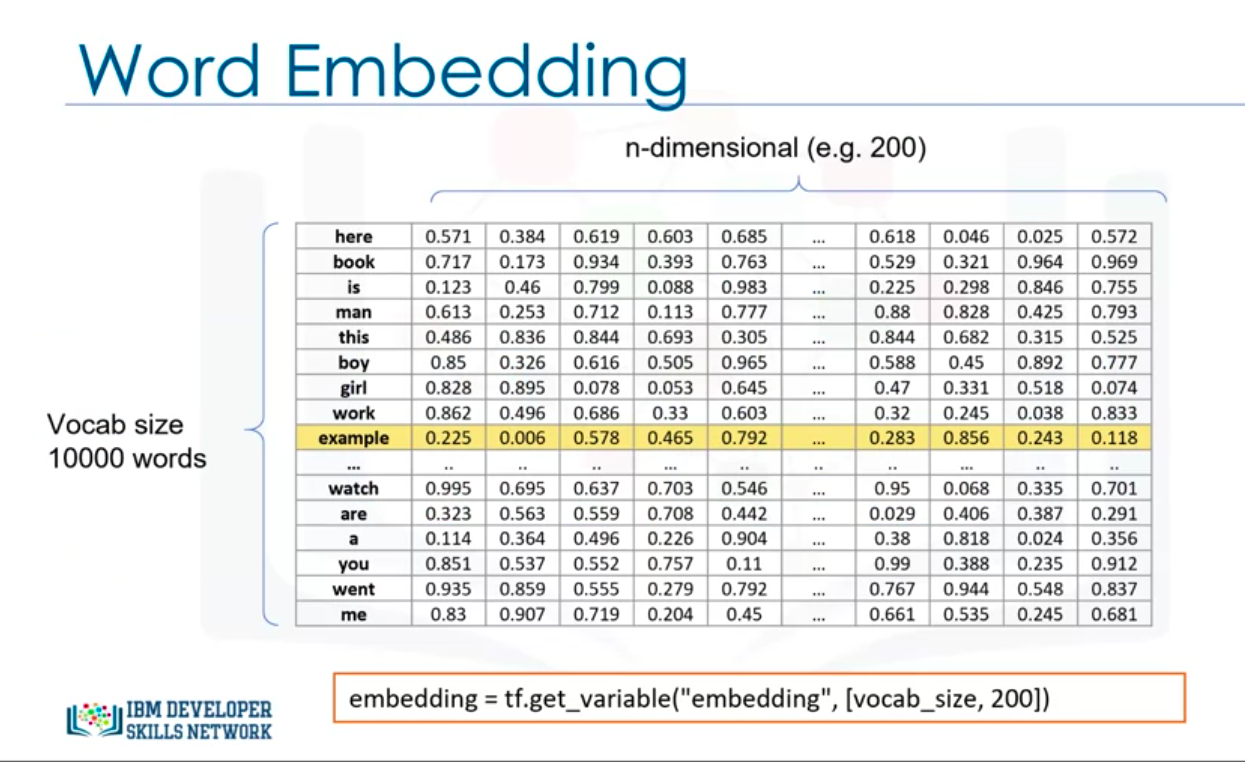 Word Embedding
n-dimensional (e.g. 200)
here 0.571 0.384 0.619 0.603 0.685 ... 0.618 0.046 0.025 0.572
book 0.717 0.173 0.934 0.393 0.763 ... 0.529 0.321 0.964 0.969
is 0.123 0.46 0.799 0.088 0.983 ... 0.225 0.298 0.846 0.755
man 0.613 0.253 0.712 0.113 0.777 ... 0.88 0.828 0.425 0.793
this 0.486 0.836 0.844 0.693 0.305 ... 0.844 0.682 0.315 0.525
boy 0.85 0.326 0.616 0.505 0.965 ... 0.588 0.45 0.892 0.777
girl 0.828 0.895 0.078 0.053 0.645 ... 0.47 0.331 0.518 0.074
work 0.862 0.496 0.686 0.33 0.603 ... 0.32 0.245 0.038 0.833
example 0.225 0.006 0.578 0.465 0.792 ... 0.283 0.856 0.243 0.118
... .. .. .. ... .. .. .. ... .. ..
watch 0.995 0.695 0.637 0.703 0.546 ... 0.95 0.068 0.335 0.701
are 0.323 0.563 0.559 0.708 0.442 ... 0.029 0.406 0.387 0.291
a 0.114 0.364 0.496 0.226 0.904 ... 0.38 0.818 0.024 0.356
you 0.851 0.537 0.552 0.757 0.11 ... 0.99 0.388 0.235 0.912
went 0.935 0.859 0.555 0.279 0.792 ... 0.767 0.944 0.548 0.837
me 0.83 0.907 0.719 0.204 0.45 ... 0.661 0.535 0.245 0.681
Vocab size
10000 words
embedding = tf.get_variable("embedding", [vocab_size, 200])
IBM DEVELOPER
SKILLS NETWORK